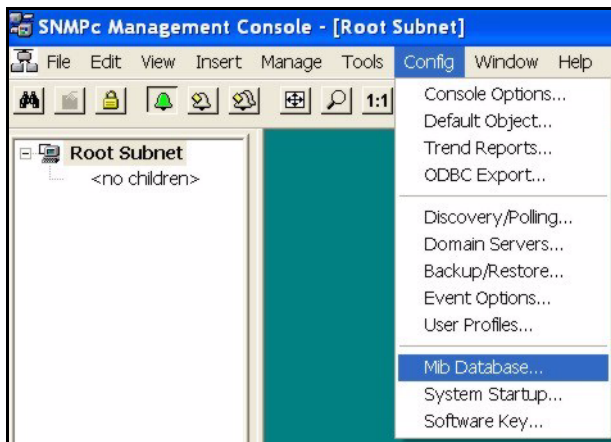 SNMPc Management Console - [Root Subnet]
File Edit View Insert Manage Tools Config Window Help
1:1
Root Subnet
<no children>
Console Options...
Default Object...
Trend Reports...
ODBC Export...
Discovery/Polling...
Domain Servers...
Backup/Restore...
Event Options...
User Profiles...
Mib Database...
System Startup...
Software Key...